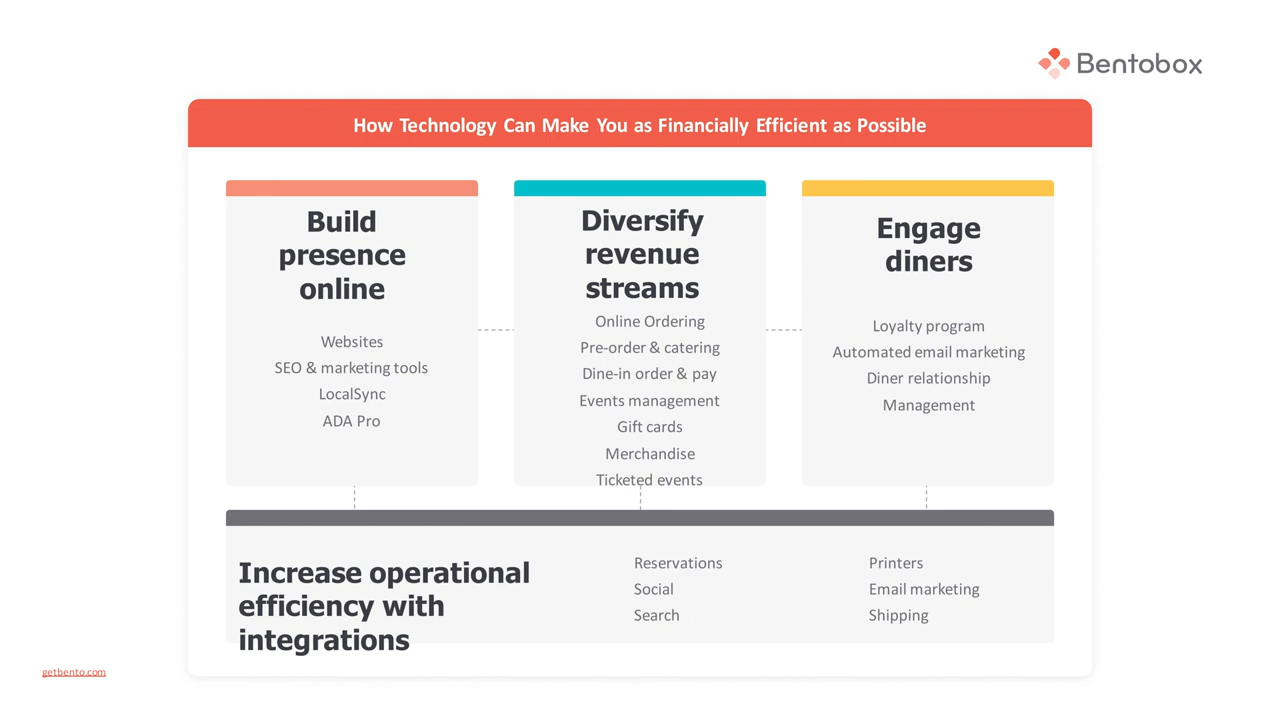 Bentobox
How Technology Can Make You as Financially Efficient as Possible
Build
presence
online
Websites
SEO & marketing tools
LocalSync
ADA Pro
Diversify
revenue
streams
Online Ordering
Pre-order & catering
Dine-in order & pay
Events management
Gift cards
Merchandise
Ticketed events
Engage
diners
Loyalty program
Automated email marketing
Diner relationship
Management
Increase operational
efficiency with
integrations
Reservations
Social
Search
Printers
Email marketing
Shipping
getbento.com